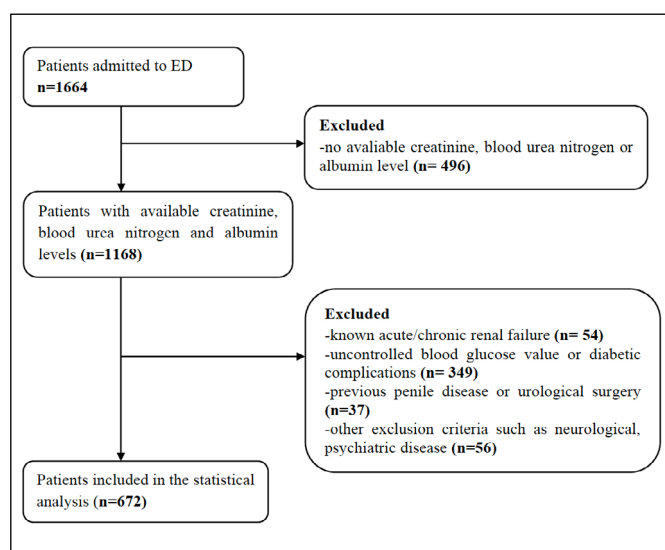 Patients admitted to ED
n=1664
Excluded
-no avaliable creatinine, blood urea nitrogen or
albumin level (n= 496)
Patients with available creatinine,
blood urea nitrogen and albumin
levels (n=1168)
Excluded
-known acute/chronic renal failure (n= 54)
-uncontrolled blood glucose value or diabetic
complications (n= 349)
-previous penile disease or urological surgery
(n=37)
-other exclusion criteria such as neurological,
psychiatric disease (n=56)
Patients included in the statistical
analysis (n=672)